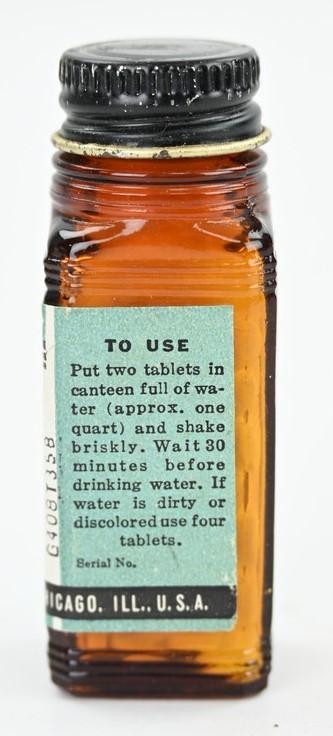 TO USE
Put two tablets in
canteen full of wa-
ter (approx. one
quart) and shake
briskly. Wait 30
minutes before
drinking water. If
water is dirty or
discolored use four
tablets.
Serial No.
ICAGO, ILL., U.S.A.
G4081335B